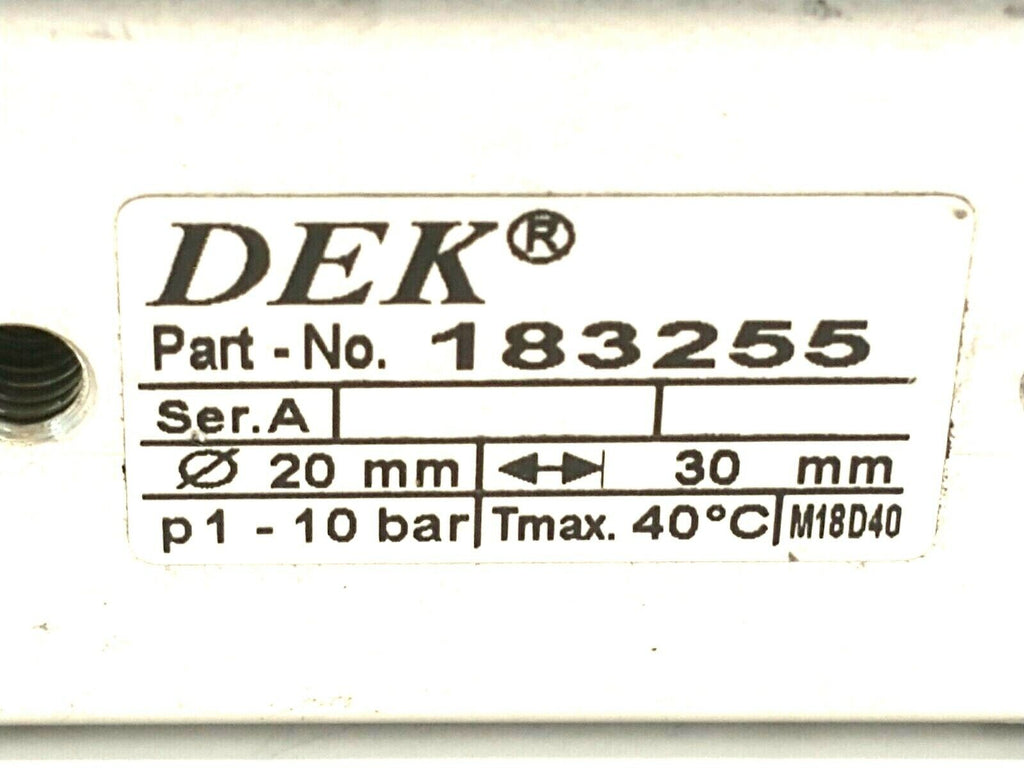 DEK®
Part - No. 183255
Ser.A
Ø 20 mm 30 mm
p1 - 10 bar Tmax. 40°C M18D40